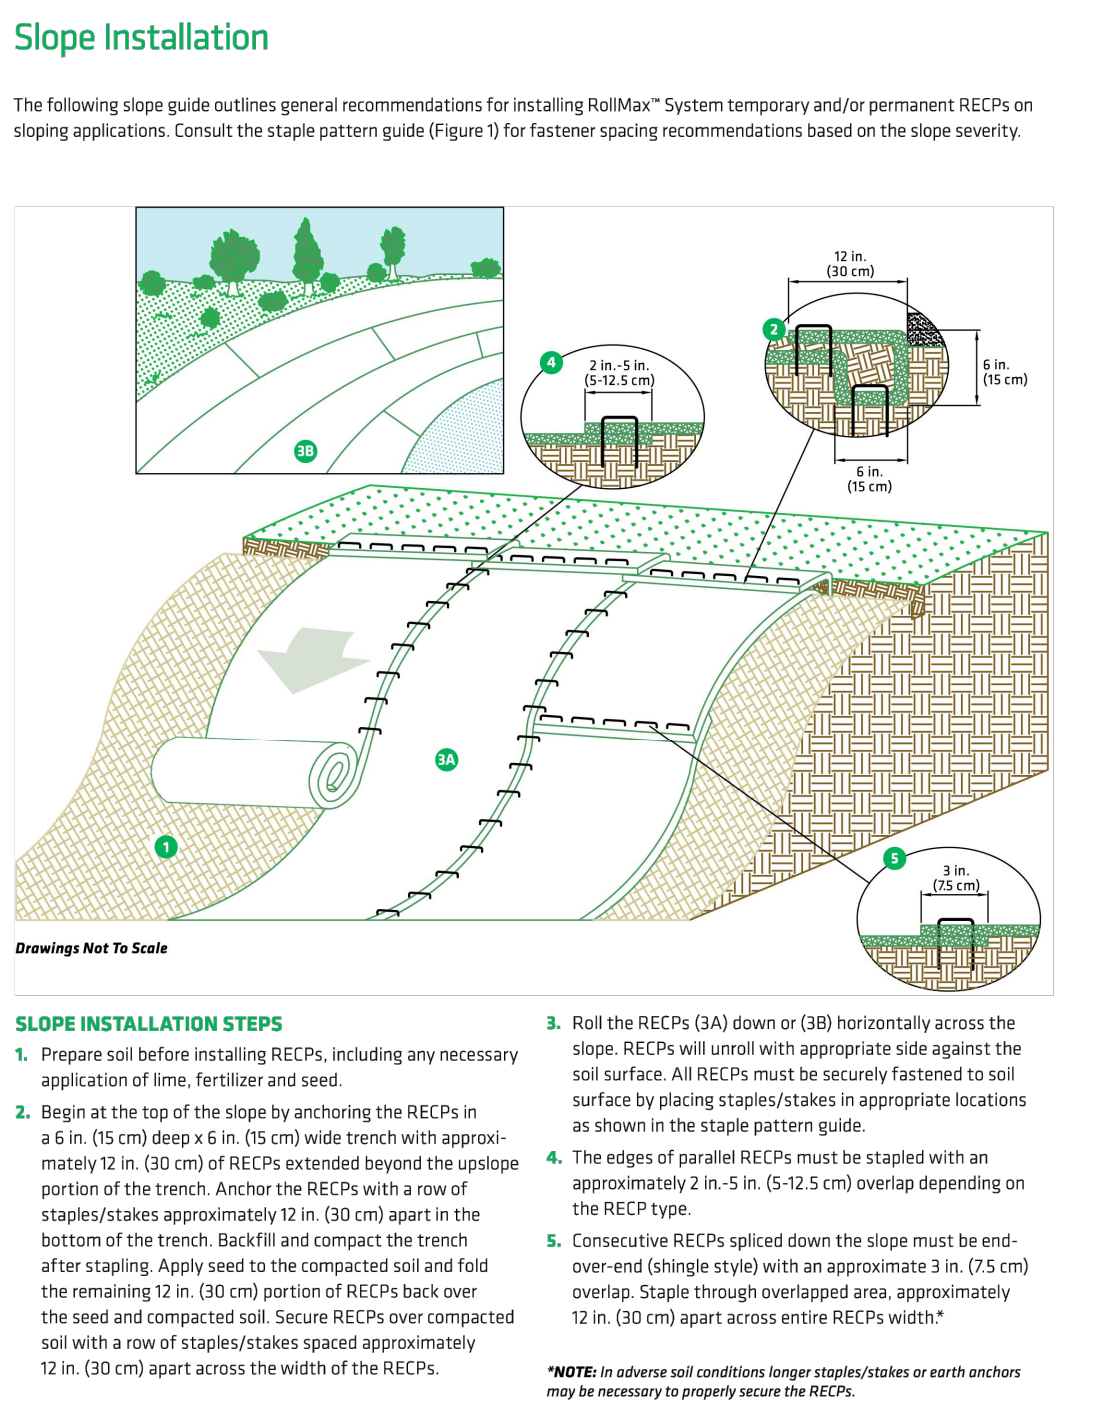 Slope Installation
The following slope guide outlines general recommendations for installing RollMax™ System temporary and/or permanent RECPs on
sloping applications. Consult the staple pattern guide (Figure 1) for fastener spacing recommendations based on the slope severity.
12 in.
(30 cm)
2
6 in.
(15 cm)
6 in.
(15 cm)
4
2 in.-5 in.
(5-12.5 cm)
3B
3A
1
5
3 in.
(7.5 cm)
Drawings Not To Scale
SLOPE INSTALLATION STEPS
1. Prepare soil before installing RECPs, including any necessary
application of lime, fertilizer and seed.
2. Begin at the top of the slope by anchoring the RECPs in
a 6 in. (15 cm) deep x 6 in. (15 cm) wide trench with approxi-
mately 12 in. (30 cm) of RECPs extended beyond the upslope
portion of the trench. Anchor the RECPs with a row of
staples/stakes approximately 12 in. (30 cm) apart in the
bottom of the trench. Backfill and compact the trench
after stapling. Apply seed to the compacted soil and fold
the remaining 12 in. (30 cm) portion of RECPs back over
the seed and compacted soil. Secure RECPs over compacted
soil with a row of staples/stakes spaced approximately
12 in. (30 cm) apart across the width of the RECPs.
3. Roll the RECPs (3A) down or (3B) horizontally across the
slope. RECPs will unroll with appropriate side against the
soil surface. All RECPs must be securely fastened to soil
surface by placing staples/stakes in appropriate locations
as shown in the staple pattern guide.
4. The edges of parallel RECPs must be stapled with an
approximately 2 in.-5 in. (5-12.5 cm) overlap depending on
the RECP type.
5. Consecutive RECPs spliced down the slope must be end-
over-end (shingle style) with an approximate 3 in. (7.5 cm)
overlap. Staple through overlapped area, approximately
12 in. (30 cm) apart across entire RECPs width.*
*NOTE: In adverse soil conditions longer staples/stakes or earth anchors
may be necessary to properly secure the RECPs.